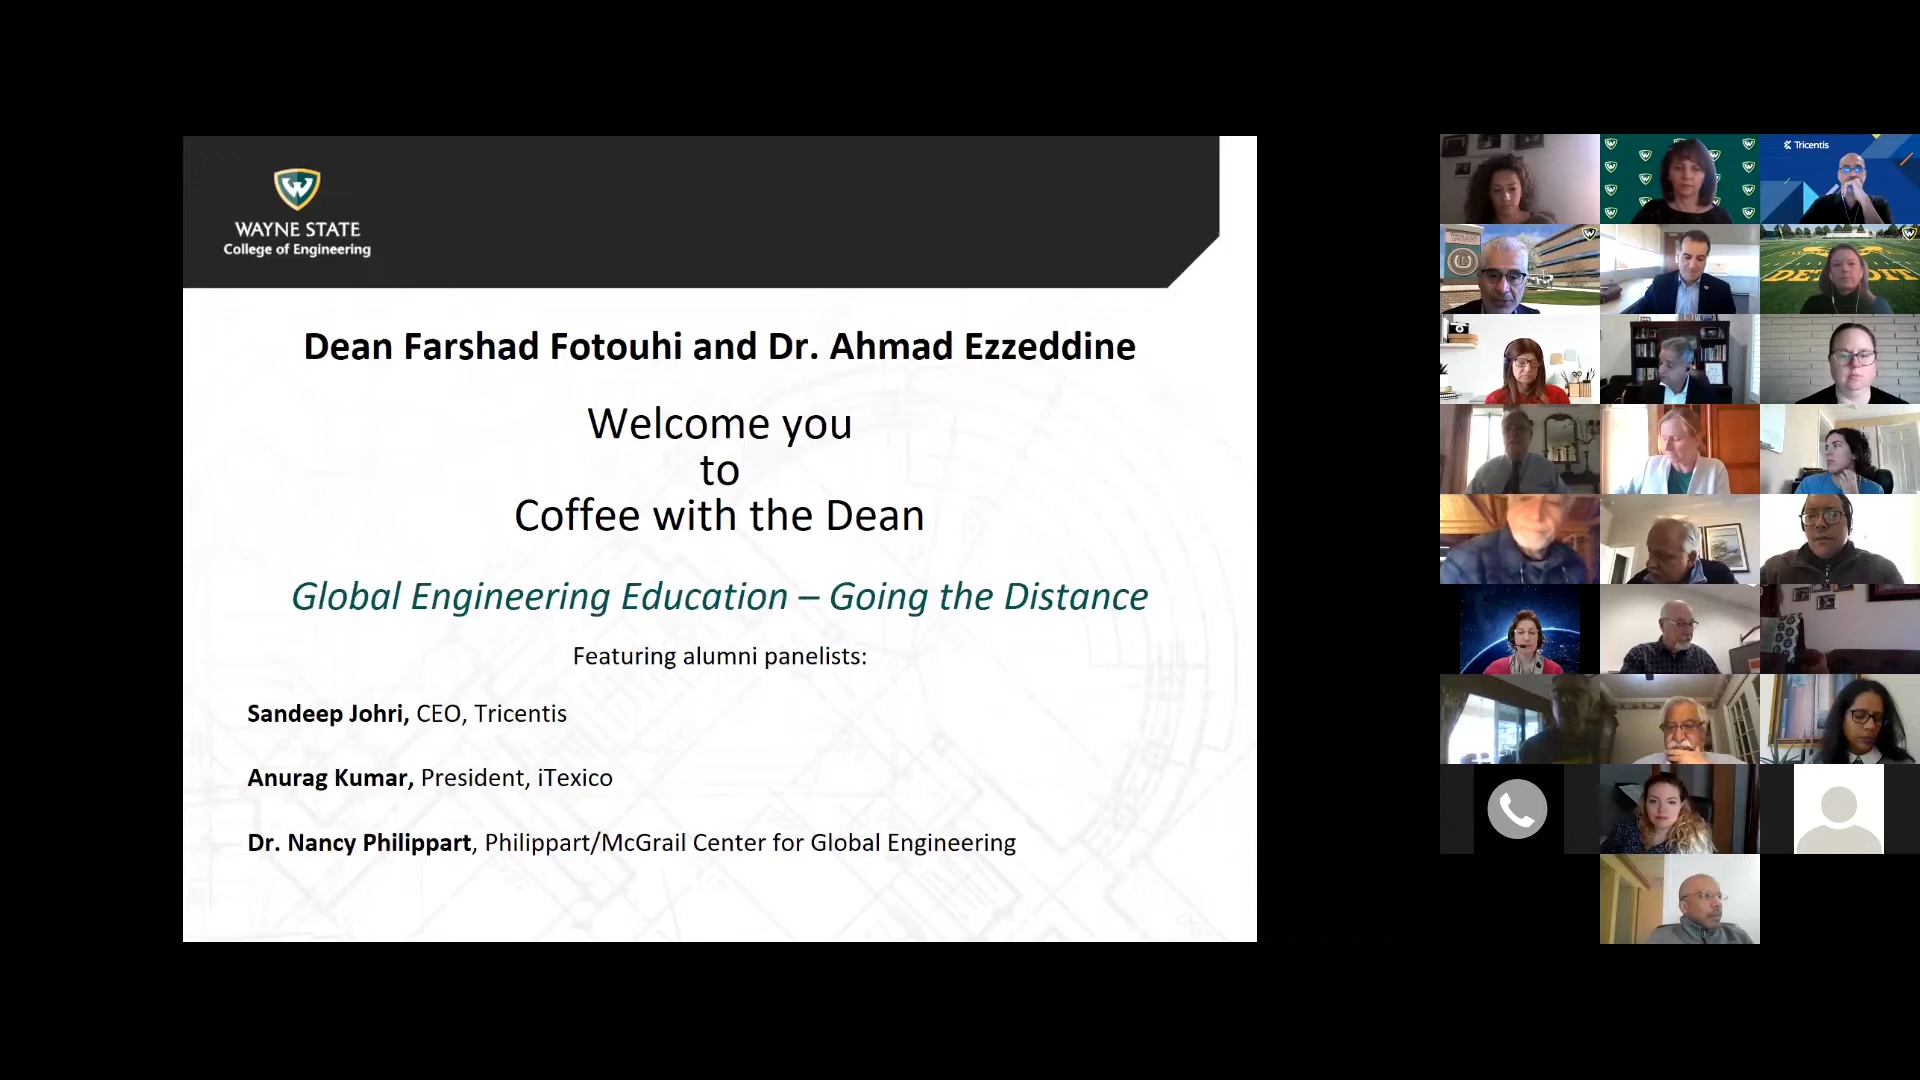 WAYNE STATE
College of Engineering
Dean Farshad Fotouhi and Dr. Ahmad Ezzeddine
Welcome you
to
Coffee with the Dean
Global Engineering Education – Going the Distance
Featuring alumni panelists:
Sandeep Johri, CEO, Tricentis
Anurag Kumar, President, iTexico
Dr. Nancy Philippart, Philippart/McGrail Center for Global Engineering
Tricentis
DETROIT